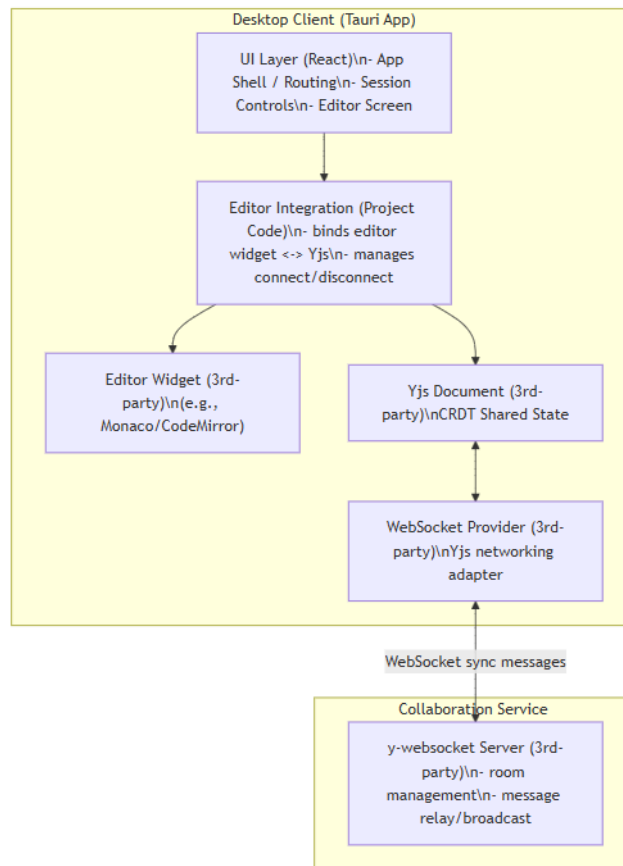 Desktop Client (Tauri App)
UI Layer (React)\n- App
Shell / Routing\n- Session
Controls\n- Editor Screen
Editor Integration (Project
Code)\n- binds editor
widget <-> Yjs\n- manages
connect/disconnect
Editor Widget (3rd-
party)\n(e.g.,
Monaco/CodeMirror)
Yjs Document (3rd-
party)\nCRDT Shared State
WebSocket Provider (3rd-
party)\nYjs networking
adapter
WebSocket sync messages
Collaboration Service
y-websocket Server (3rd-
party)\n- room
management\n- message
relay/broadcast